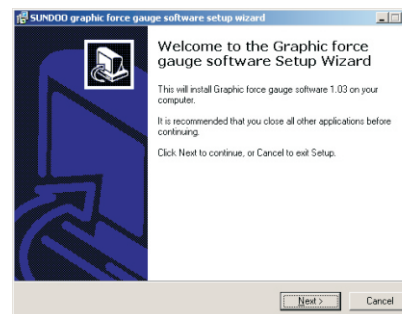 SUNDOO graphic force gauge software setup wizard
Welcome to the Graphic force
gauge software Setup Wizard
This will install Graphic force gauge software 1.03 on your
computer.
It is recommended that you close all other applications before
continuing.
Click Next to continue, or Cancel to exit Setup.
Next >
Cancel